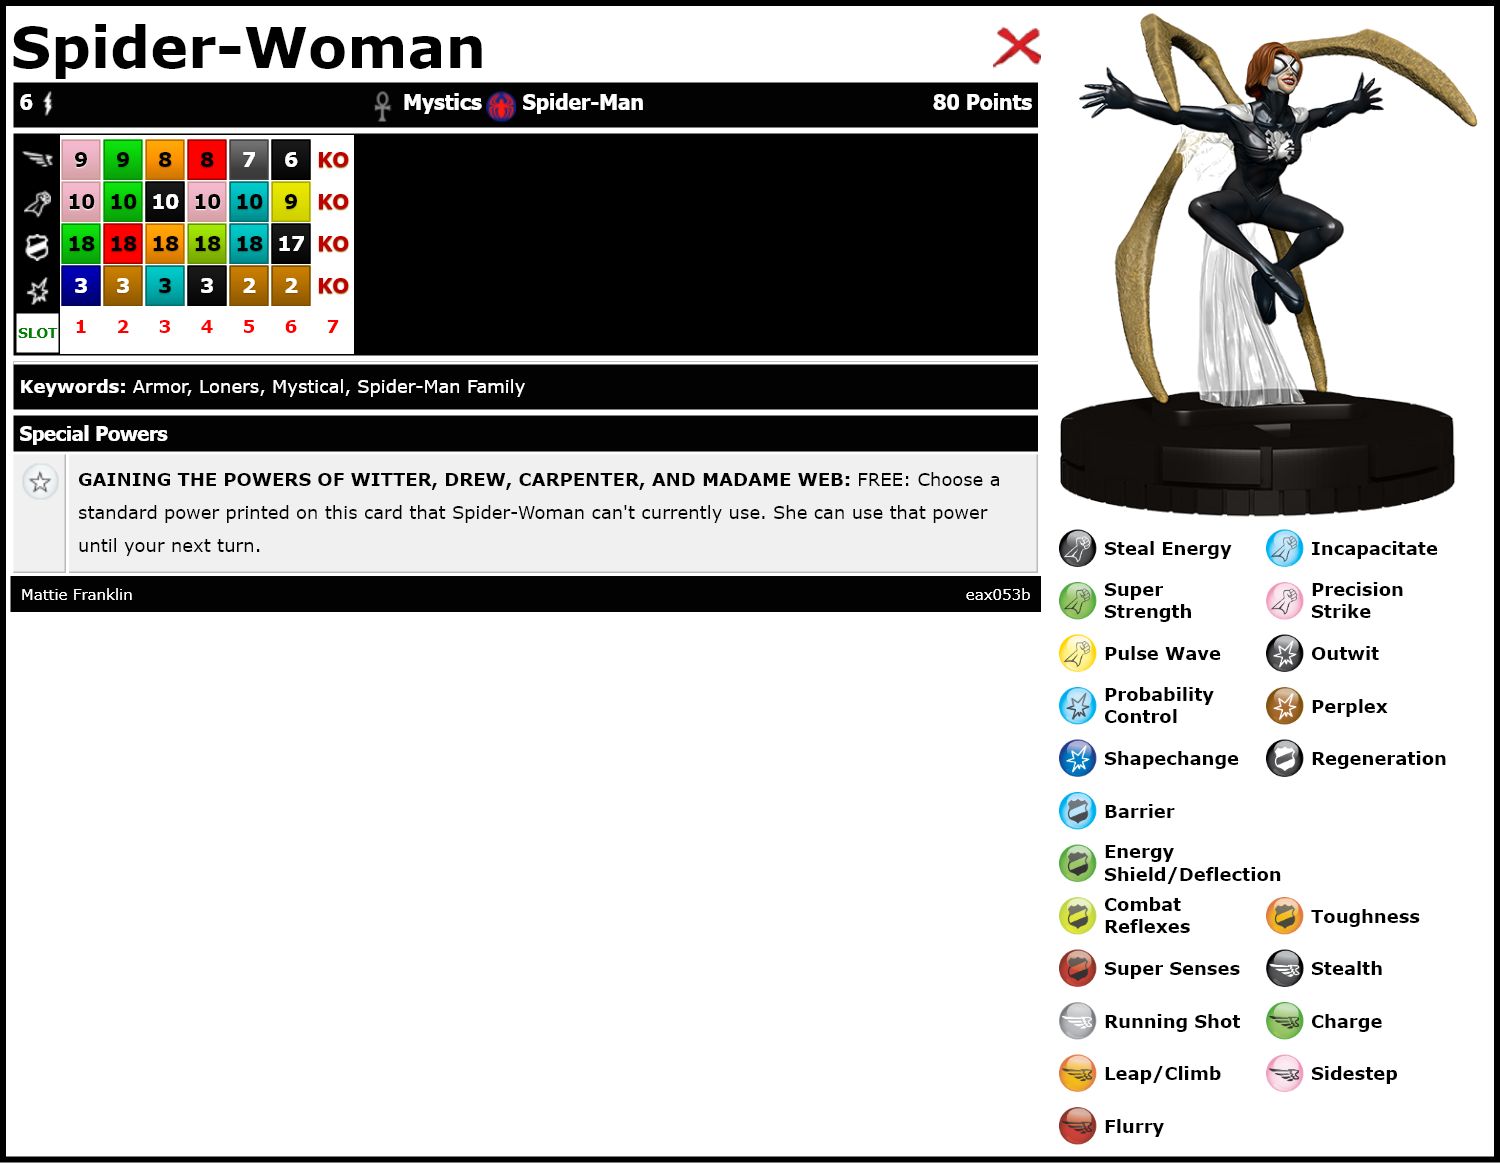 Spider-Woman
6 Mystics Spider-Man 80 Points
9 9 8 8 7 6 KO
10 10 10 10 10 9 KO
18 18 18 18 18 17 KO
3 3 3 3 2 2 KO
SLOT 1 2 3 4 5 6 7
Keywords: Armor, Loners, Mystical, Spider-Man Family
Special Powers
GAINING THE POWERS OF WITTER, DREW, CARPENTER, AND MADAME WEB: FREE: Choose a
standard power printed on this card that Spider-Woman can't currently use. She can use that power
until your next turn.
Mattie Franklin eax053b
Steal Energy Incapacitate
Super
Strength
Precision
Strike
Pulse Wave Outwit
Probability
Control
Perplex
Shapechange Regeneration
Barrier
Energy
Shield/Deflection
Combat
Reflexes
Toughness
Super Senses Stealth
Running Shot Charge
Leap/Climb Sidestep
Flurry